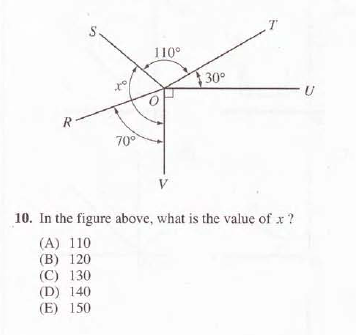 S
T
110°
30°
x°
O
U
R
70°
V
10. In the figure above, what is the value of x ?
(A) 110
(B) 120
(C) 130
(D) 140
(E) 150